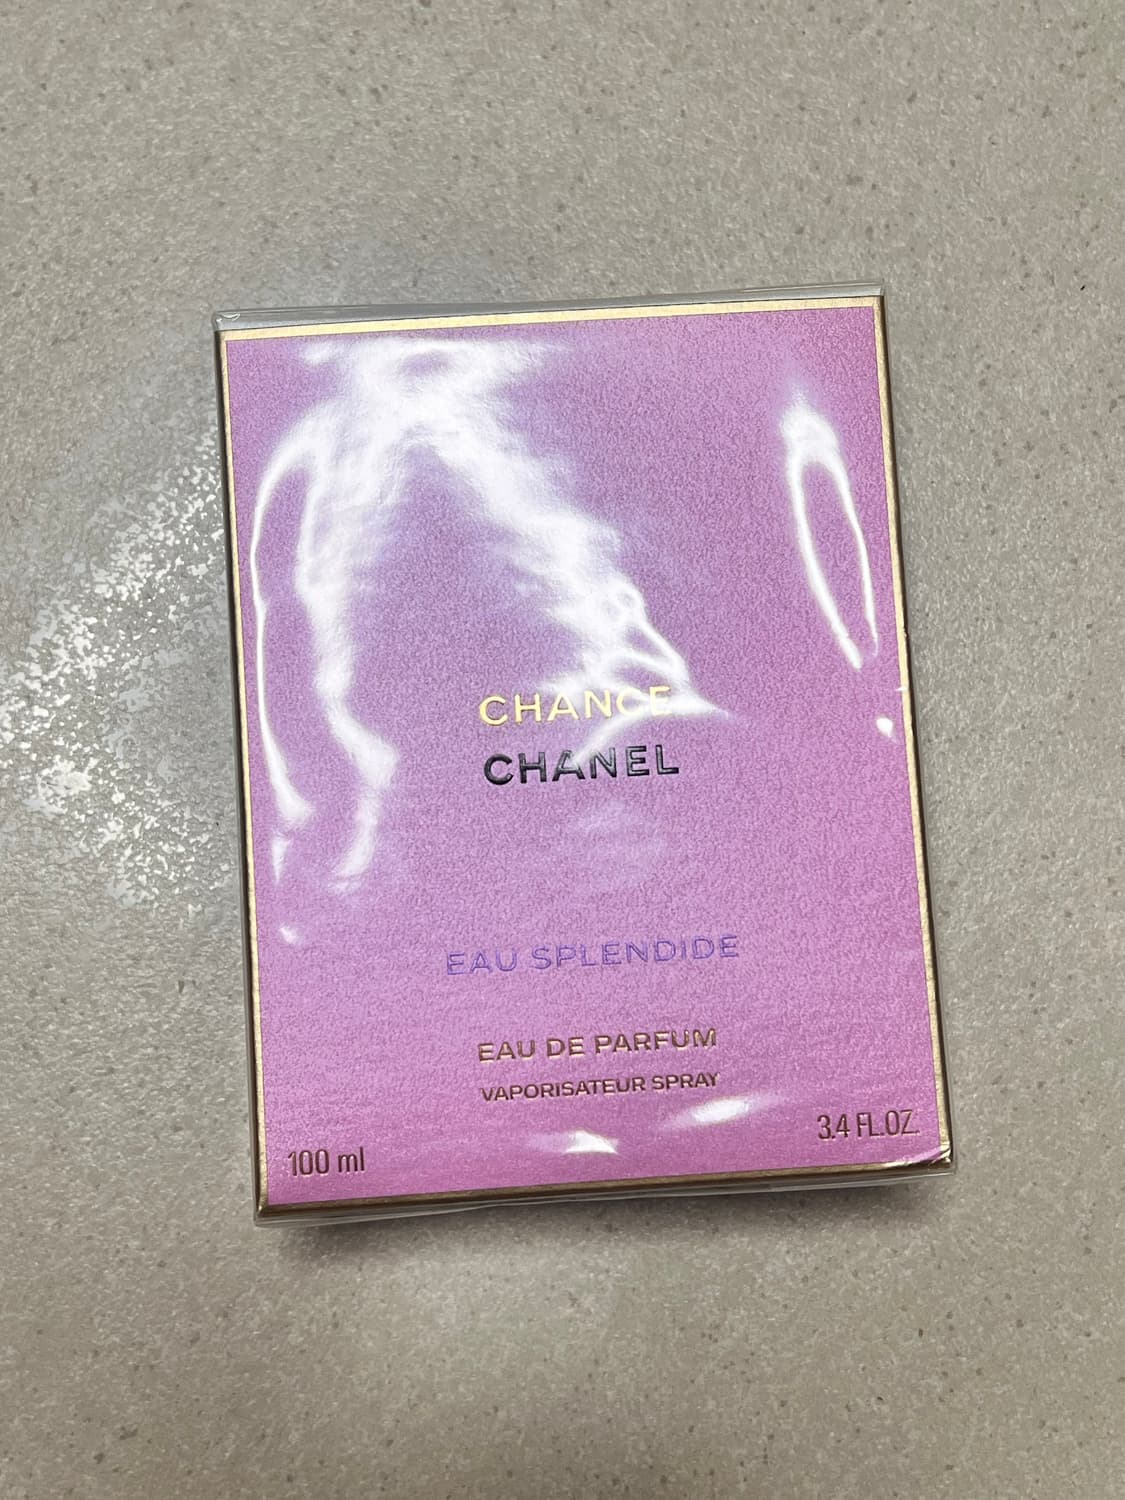 CHANCE
CHANEL
EAU SPLENDIDE
EAU DE PARFUM
VAPORISATEUR SPRAY
100 ml
3.4 FL.OZ.